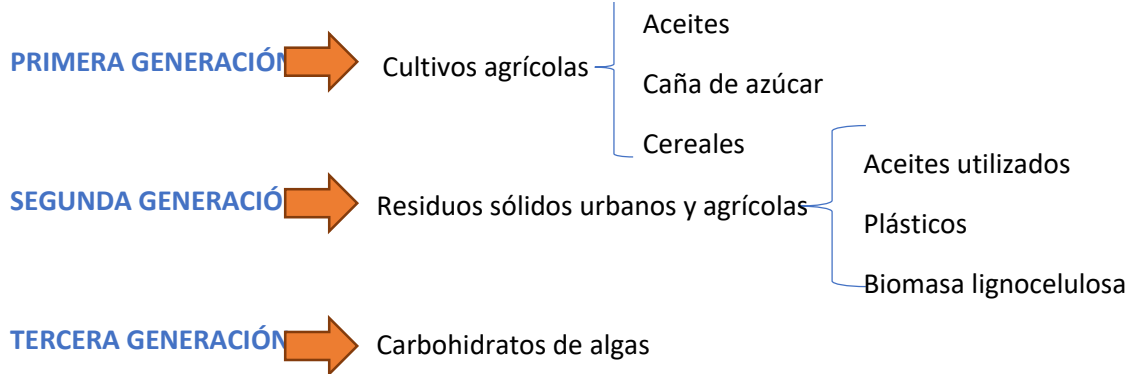 Aceites
PRIMERA GENERACIÓN
Cultivos agrícolas
Caña de azúcar
Cereales
Aceites utilizados
SEGUNDA GENERACIÓ
Residuos sólidos urbanos y agrícolas
Plásticos
Biomasa lignocelulosa
TERCERA GENERACIÓN
Carbohidratos de algas